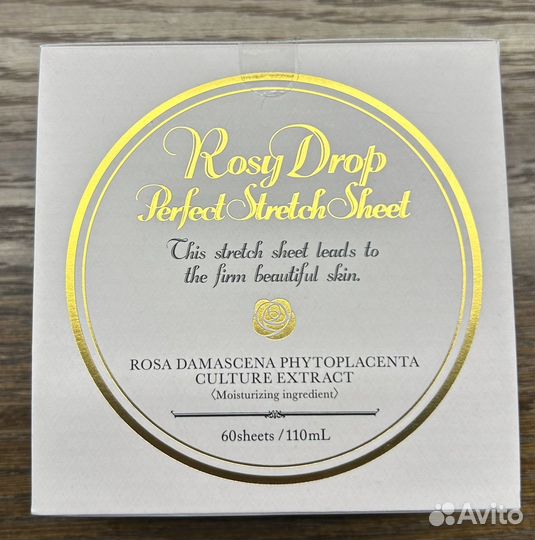 Rosy Drop
Perfect Stretch Sheet
This stretch sheet leads to
the firm beautiful skin.
ROSA DAMASCENA PHYTOPLACENTA
CULTURE EXTRACT
〈Moisturizing ingredient〉
60sheets / 110mL
Avito